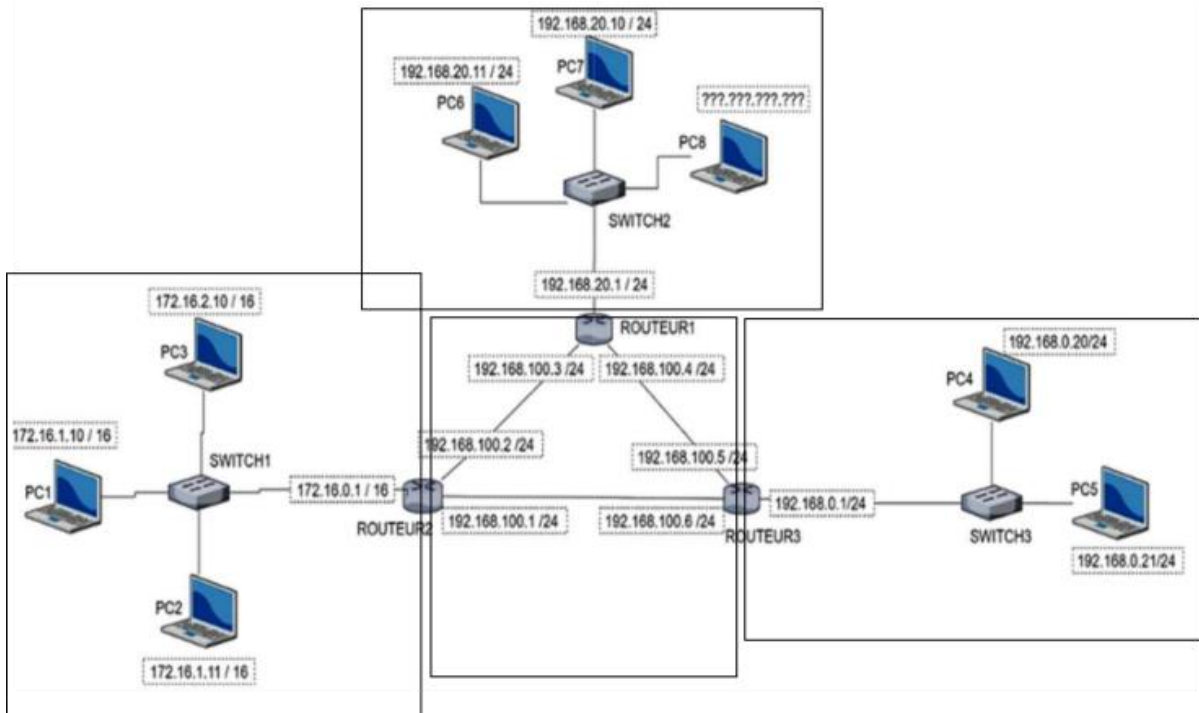 192.168.20.10 / 24
PC7
192.168.20.11 / 24
PC6
???.???.???.???
PC8
SWITCH2
192.168.20.1 / 24
ROUTEUR1
192.168.100.3 /24
192.168.100.4 /24
172.16.2.10 / 16
PC3
172.16.1.10 / 16
PC1
SWITCH1
172.16.0.1 / 16
PC2
172.16.1.11 / 16
192.168.100.2 /24
192.168.100.5 /24
ROUTEUR2
192.168.100.1 /24
192.168.100.6 /24
ROUTEUR3
192.168.0.1/24
192.168.0.20/24
PC4
SWITCH3
PC5
192.168.0.21/24